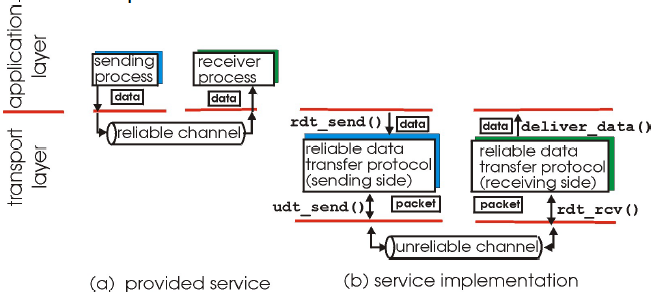 application
layer
transport
layer
sending
process
receiver
process
data
data
reliable channel
(a) provided service
rdt_send()
data
data
deliver_data()
reliable data
transfer protocol
(sending side)
reliable data
transfer protocol
(receiving side)
udt_send()
packet
packet
rdt_rcv()
unreliable channel
(b) service implementation